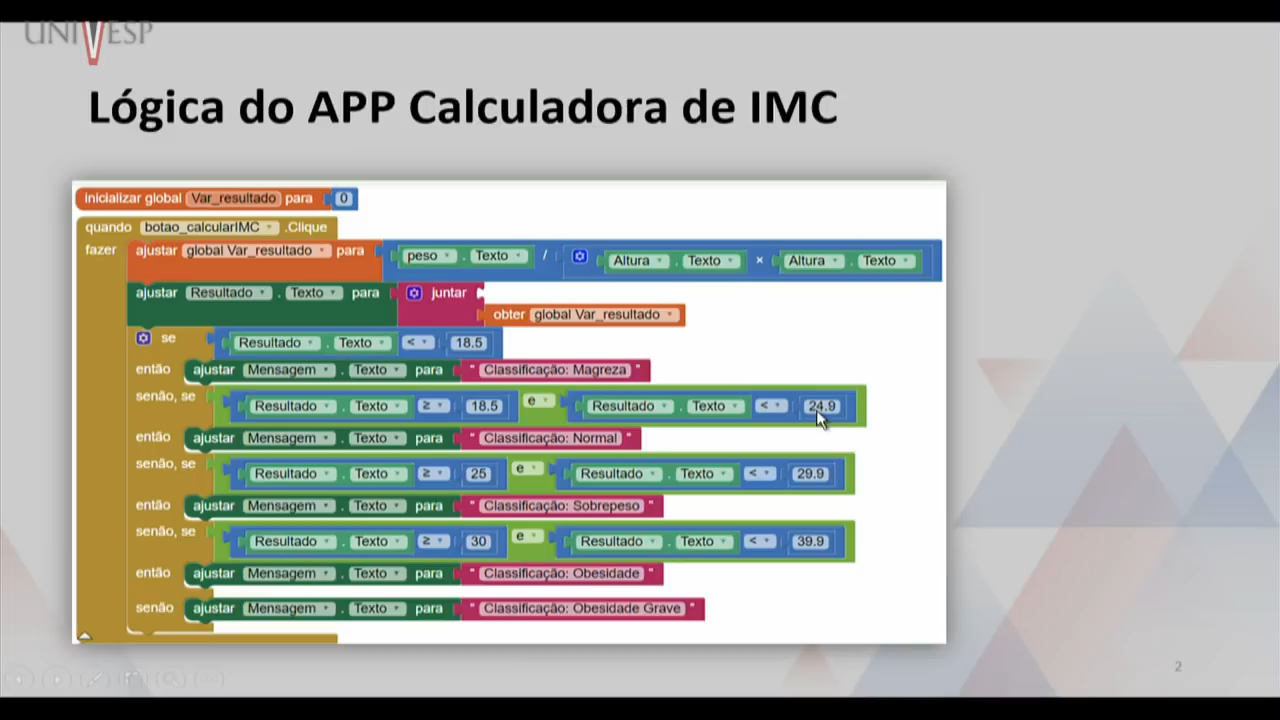 UNIVESP
Lógica do APP Calculadora de IMC
inicializar global Var_resultado para 0
quando botao_calcularIMC .Clique
fazer ajustar global Var_resultado para peso . Texto / Altura . Texto × Altura . Texto
ajustar Resultado . Texto para juntar
obter global Var_resultado
se Resultado . Texto < 18.5
então ajustar Mensagem . Texto para " Classificação: Magreza "
senão, se Resultado . Texto ≥ 18.5 e Resultado . Texto < 24.9
então ajustar Mensagem . Texto para " Classificação: Normal "
senão, se Resultado . Texto ≥ 25 e Resultado . Texto < 29.9
então ajustar Mensagem . Texto para " Classificação: Sobrepeso "
senão, se Resultado . Texto ≥ 30 e Resultado . Texto < 39.9
então ajustar Mensagem . Texto para " Classificação: Obesidade "
senão ajustar Mensagem . Texto para " Classificação: Obesidade Grave "
2